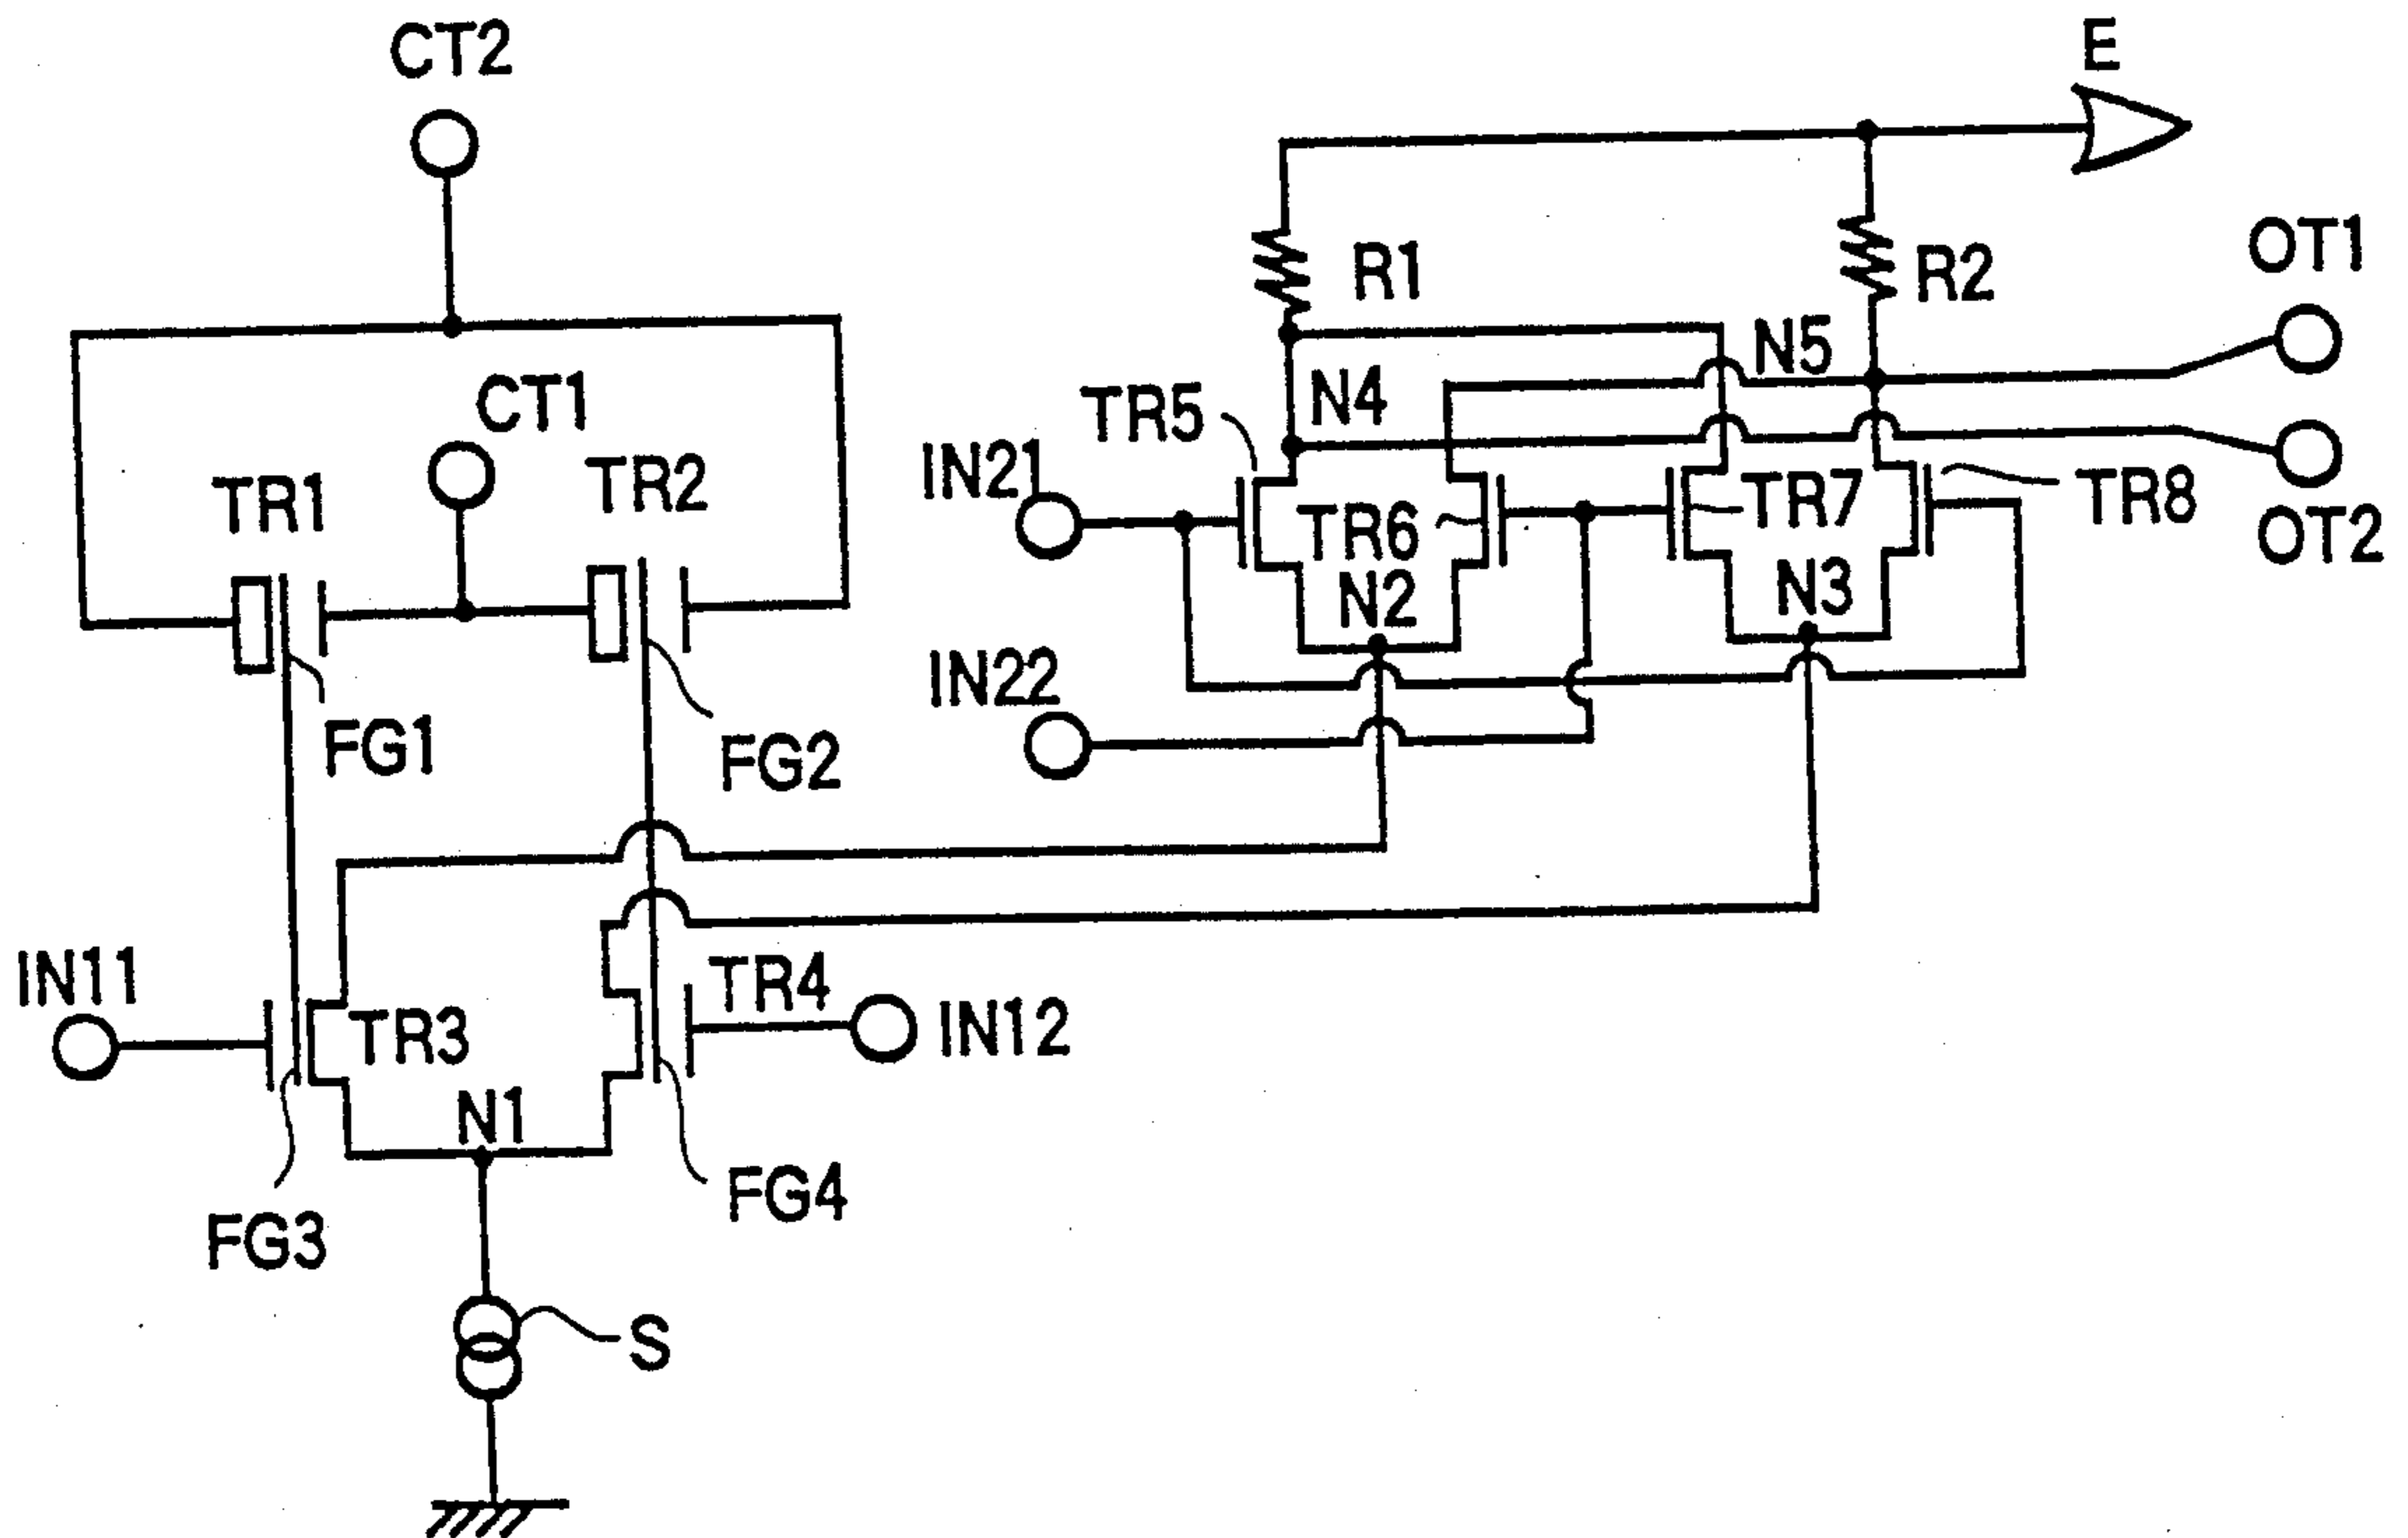 CT2
E
OT1
R1
R2
N5
CT1
N4
TR5
IN21
TR1
TR2
TR6
TR7
TR8
OT2
N2
N3
IN22
FG1
FG2
IN11
TR3
TR4
IN12
N1
FG4
FG3
S